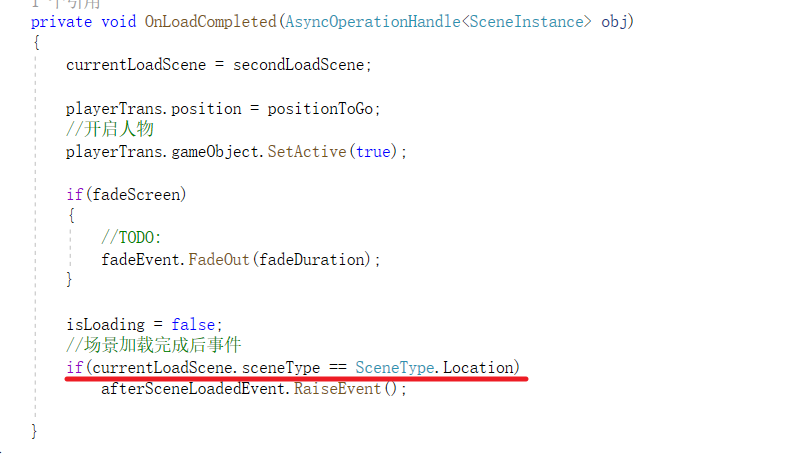 1 个引用
private void OnLoadCompleted(AsyncOperationHandle<SceneInstance> obj)
{
currentLoadScene = secondLoadScene;
playerTrans.position = positionToGo;
//开启人物
playerTrans.gameObject.SetActive(true);
if(fadeScreen)
{
//TODO:
fadeEvent.FadeOut(fadeDuration);
}
isLoading = false;
//场景加载完成后事件
if(currentLoadScene.sceneType == SceneType.Location)
afterSceneLoadedEvent.RaiseEvent();
}